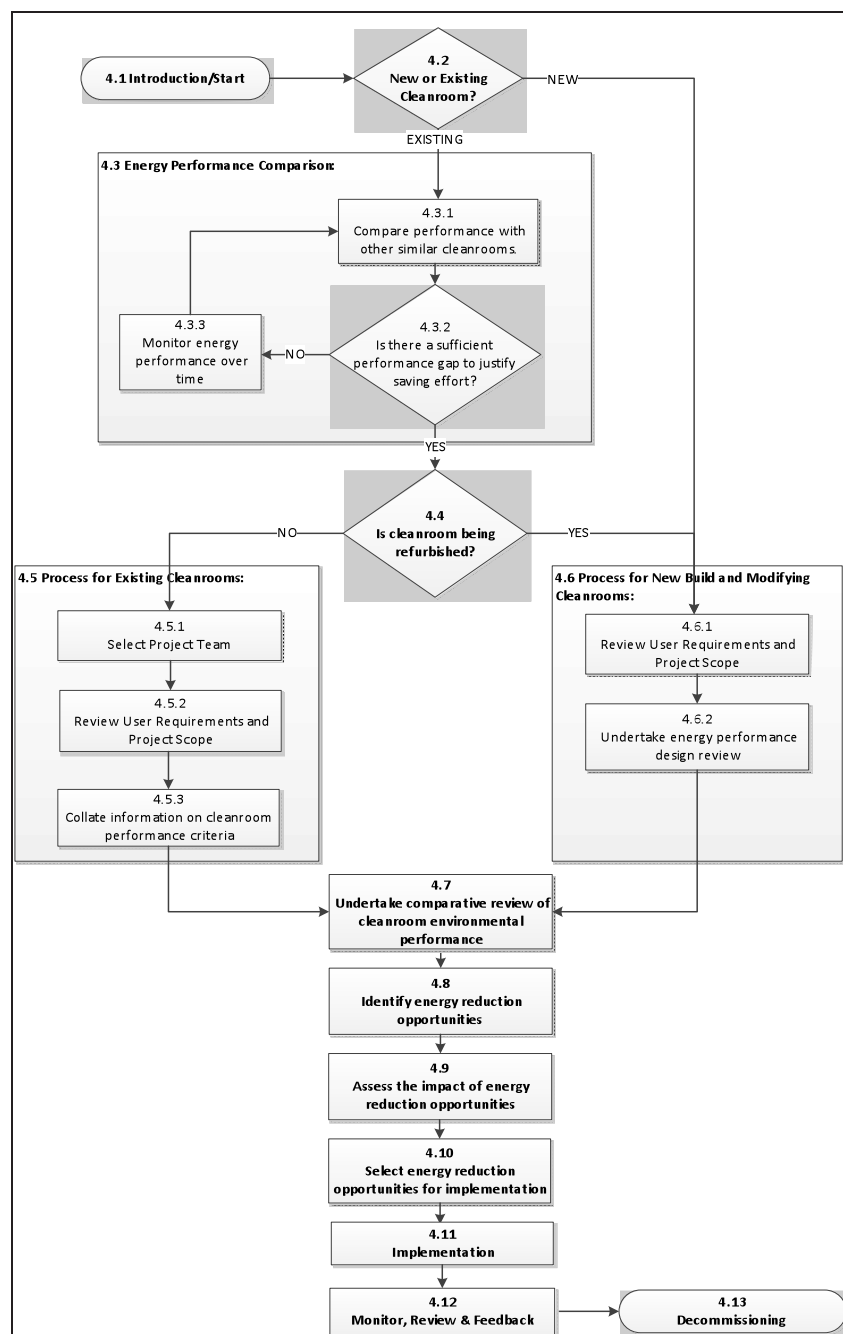 4.1 Introduction/Start
4.2
New or Existing
Cleanroom?
NEW
EXISTING
4.3 Energy Performance Comparison:
4.3.1
Compare performance with
other similar cleanrooms.
4.3.3
Monitor energy
performance over
time
NO
4.3.2
Is there a sufficient
performance gap to justify
saving effort?
YES
4.4
Is cleanroom being
refurbished?
NO
YES
4.5 Process for Existing Cleanrooms:
4.5.1
Select Project Team
4.5.2
Review User Requirements and
Project Scope
4.5.3
Collate information on cleanroom
performance criteria
4.6 Process for New Build and Modifying
Cleanrooms:
4.6.1
Review User Requirements and
Project Scope
4.6.2
Undertake energy performance
design review
4.7
Undertake comparative review of
cleanroom environmental
performance
4.8
Identify energy reduction
opportunities
4.9
Assess the impact of energy
reduction opportunities
4.10
Select energy reduction
opportunities for implementation
4.11
Implementation
4.12
Monitor, Review & Feedback
4.13
Decommissioning